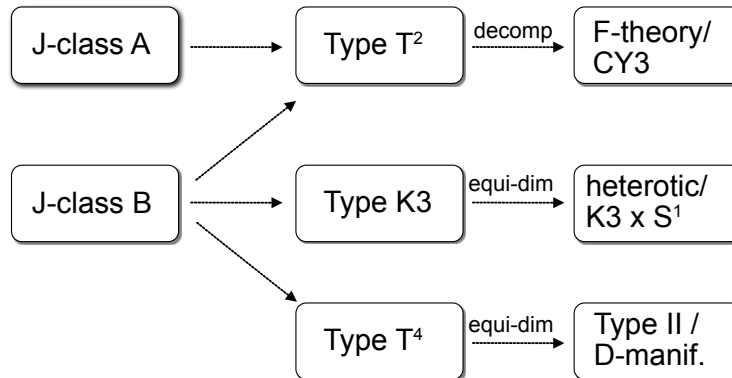 J-class A
Type T²
decomp
F-theory/
CY3
J-class B
Type K3
equi-dim
heterotic/
K3 x S¹
Type T⁴
equi-dim
Type II /
D-manif.